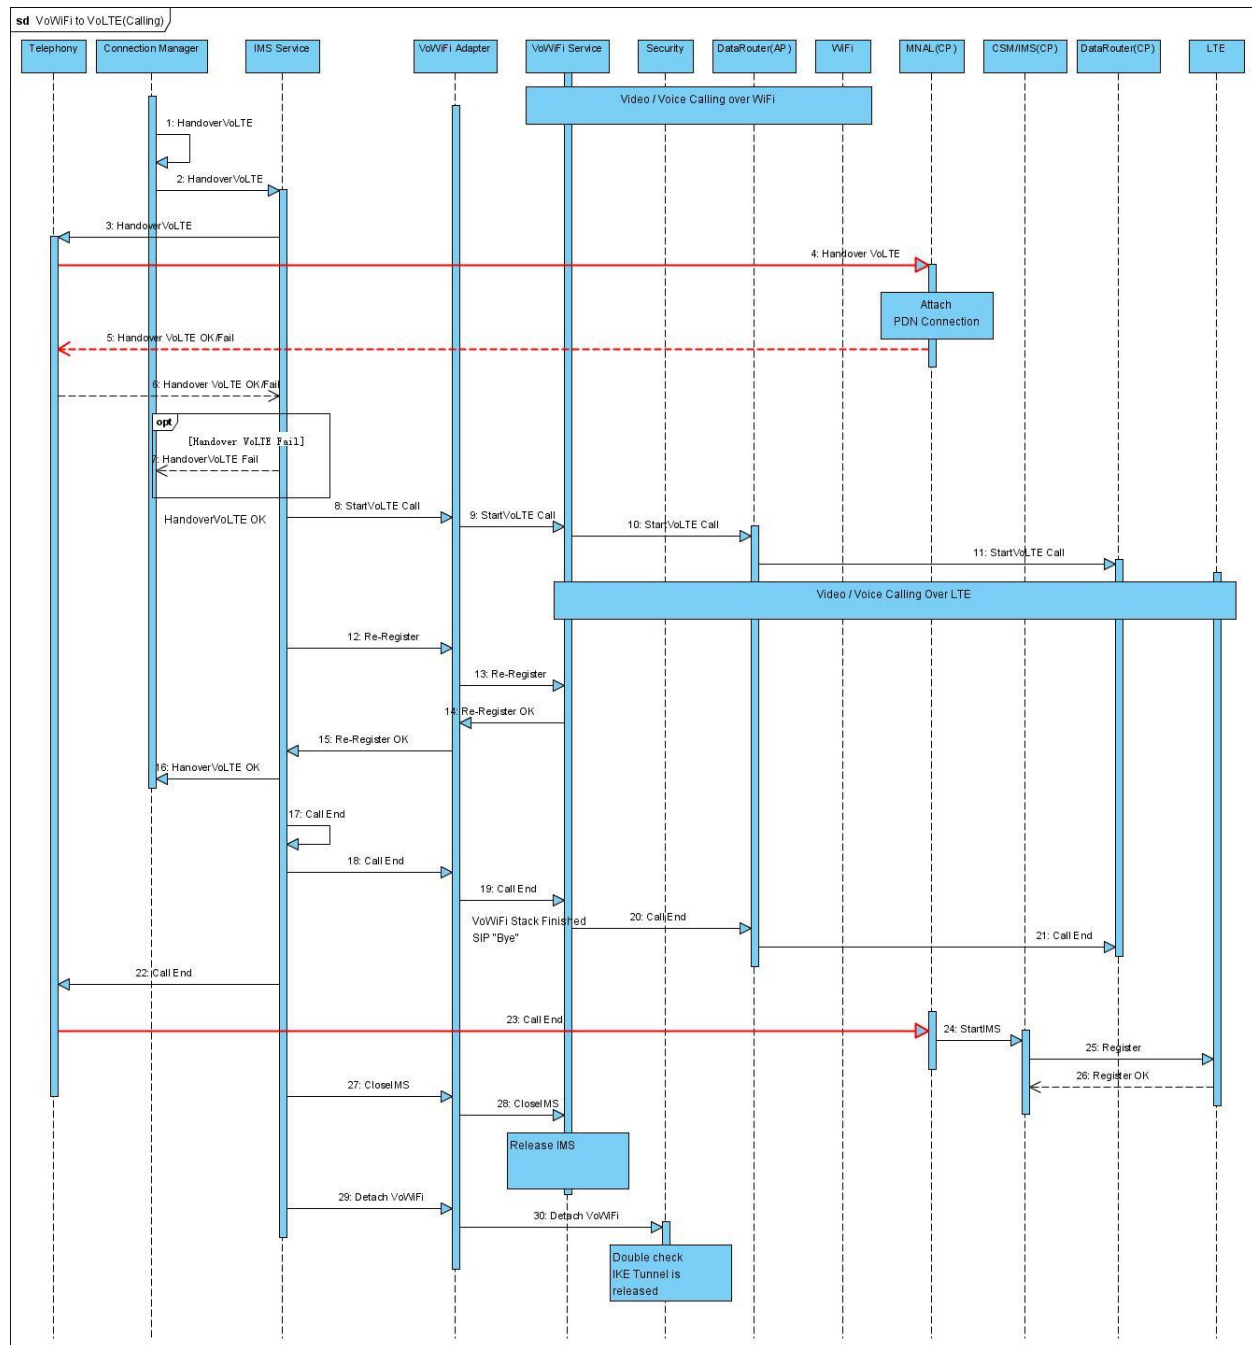 sd VoWiFi to VoLTE(Calling)
Telephony
Connection Manager
IMS Service
VoWiFi Adapter
VoWiFi Service
Security
DataRouter(AP)
WiFi
MNAL(CP)
CSM/IMS(CP)
DataRouter(CP)
LTE
Video / Voice Calling over WiFi
1: HandoverVoLTE
2: HandoverVoLTE
3: HandoverVoLTE
4: Handover VoLTE
Attach
PDN Connection
5: Handover VoLTE OK/Fail
6: Handover VoLTE OK/Fail
opt
[Handover VoLTE Fail]
7: HandoverVoLTE Fail
8: StartVoLTE Call
HandoverVoLTE OK
9: StartVoLTE Call
10: StartVoLTE Call
11: StartVoLTE Call
Video / Voice Calling Over LTE
12: Re-Register
13: Re-Register
14: Re-Register OK
15: Re-Register OK
16: HanoverVoLTE OK
17: Call End
18: Call End
19: Call End
VoWiFi Stack Finished
SIP "Bye"
20: Call End
21: Call End
22: Call End
23: Call End
24: StartIMS
25: Register
26: Register OK
27: CloseIMS
28: CloseIMS
Release IMS
29: Detach VoWiFi
30: Detach VoWiFi
Double check
IKE Tunnel is
released